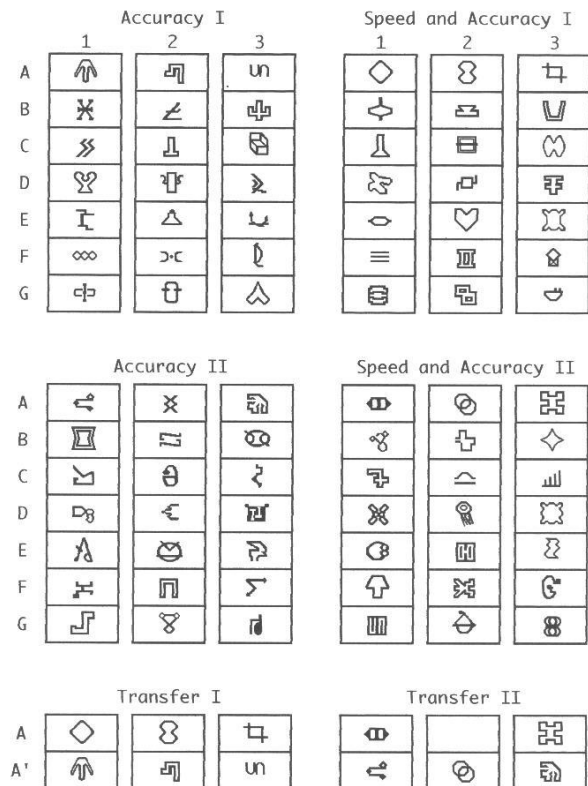 Accuracy I
Speed and Accuracy I
1 2 3
1 2 3
A
B
C
D
E
F
G
Accuracy II
Speed and Accuracy II
A
B
C
D
E
F
G
Transfer I
Transfer II
A
A'